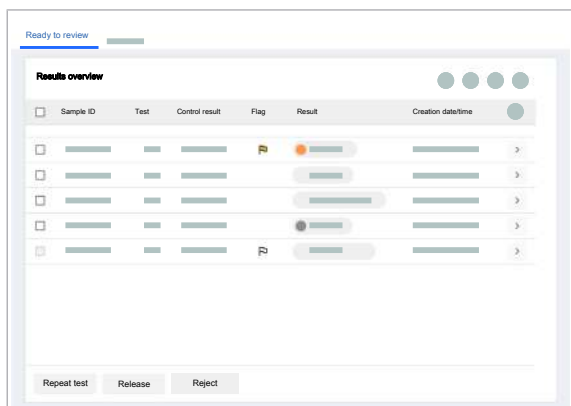 Ready to review
Results overview
Sample ID Test Control result Flag Result Creation date/time
Repeat test Release Reject